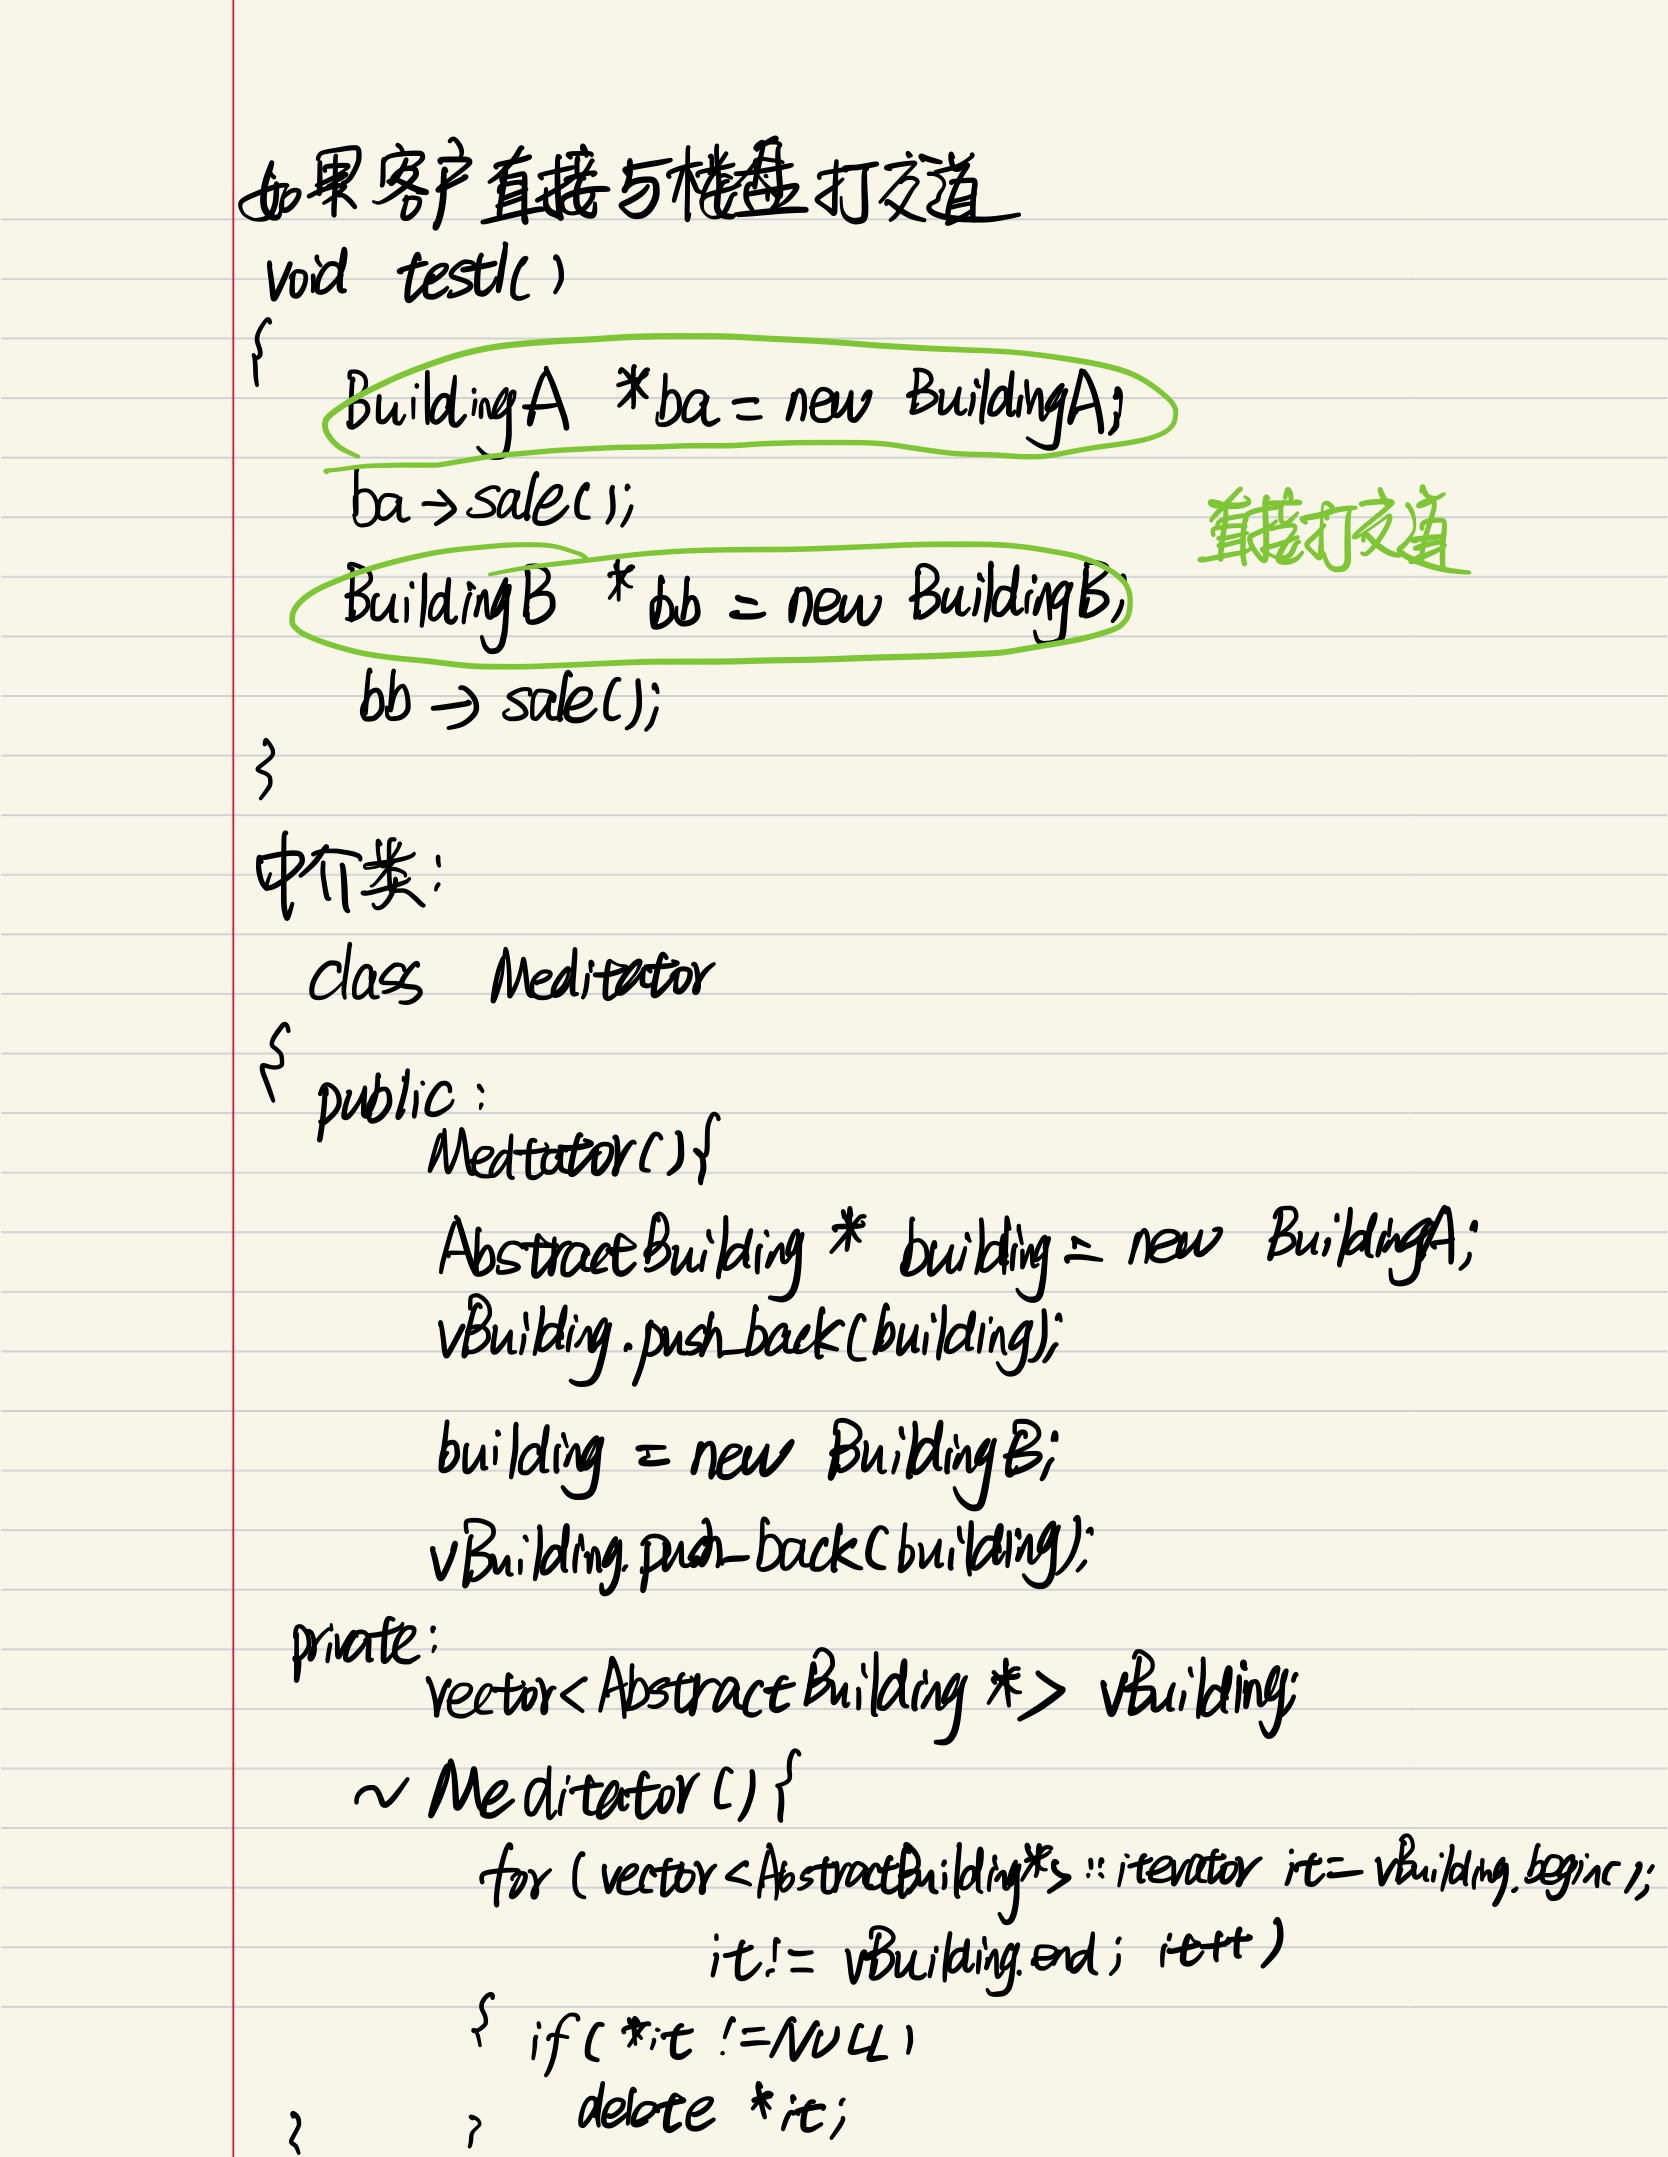 如果客户直接与楼盘打交道
void test1()
{
BuildingA *ba = new BuildingA;
ba->sale();
直接打交道
BuildingB *bb = new BuildingB;
bb -> sale();
}
中介类:
class Meditator
{
public:
Medtator(){
AbstractBuilding * building = new BuildingA;
vBuilding.push_back(building);
building = new BuildingB;
vBuilding.push_back(building);
private:
vector<AbstractBuilding *> vBuilding;
~ Meditator(){
for (vector<AbstractBuilding*>::iterator it = vBuilding.begin();
it != vBuilding.end; it++)
{ if(*it !=NULL)
delete *it;
} }